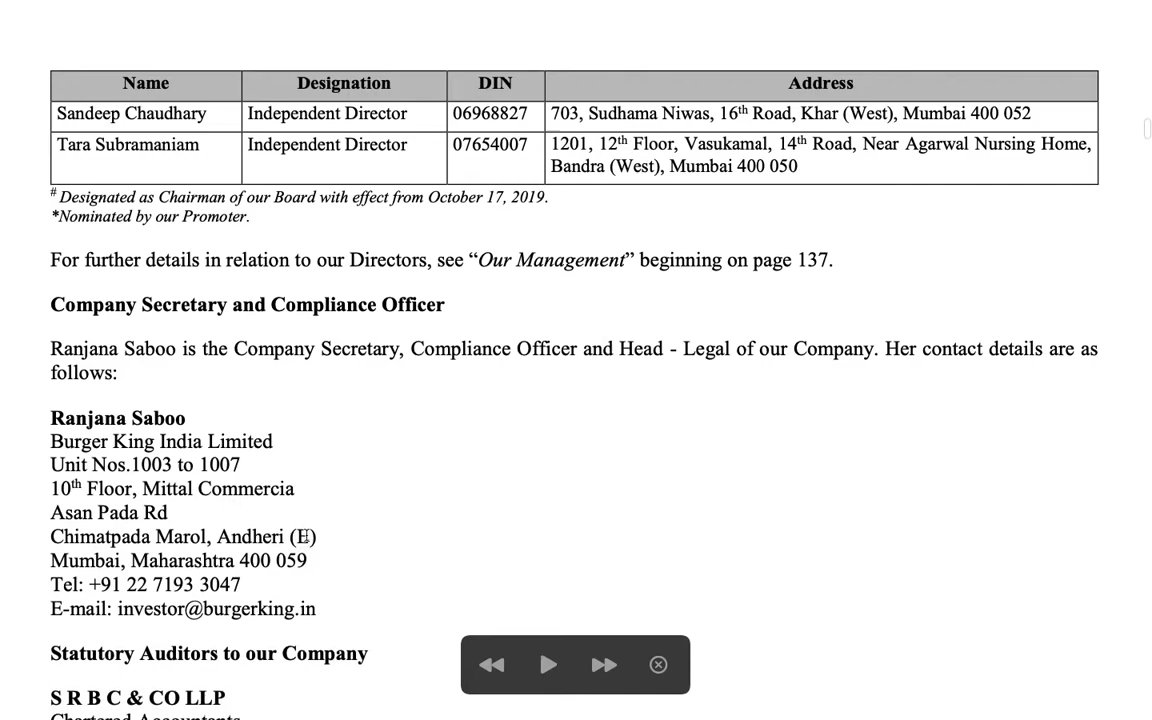 Name Designation DIN Address
Sandeep Chaudhary Independent Director 06968827 703, Sudhama Niwas, 16th Road, Khar (West), Mumbai 400 052
Tara Subramaniam Independent Director 07654007 1201, 12th Floor, Vasukamal, 14th Road, Near Agarwal Nursing Home,
Bandra (West), Mumbai 400 050
# Designated as Chairman of our Board with effect from October 17, 2019.
*Nominated by our Promoter.
For further details in relation to our Directors, see “Our Management” beginning on page 137.
Company Secretary and Compliance Officer
Ranjana Saboo is the Company Secretary, Compliance Officer and Head - Legal of our Company. Her contact details are as
follows:
Ranjana Saboo
Burger King India Limited
Unit Nos.1003 to 1007
10th Floor, Mittal Commercia
Asan Pada Rd
Chimatpada Marol, Andheri (E)
Mumbai, Maharashtra 400 059
Tel: +91 22 7193 3047
E-mail: investor@burgerking.in
Statutory Auditors to our Company
S R B C & CO LLP
Chartered Accountants